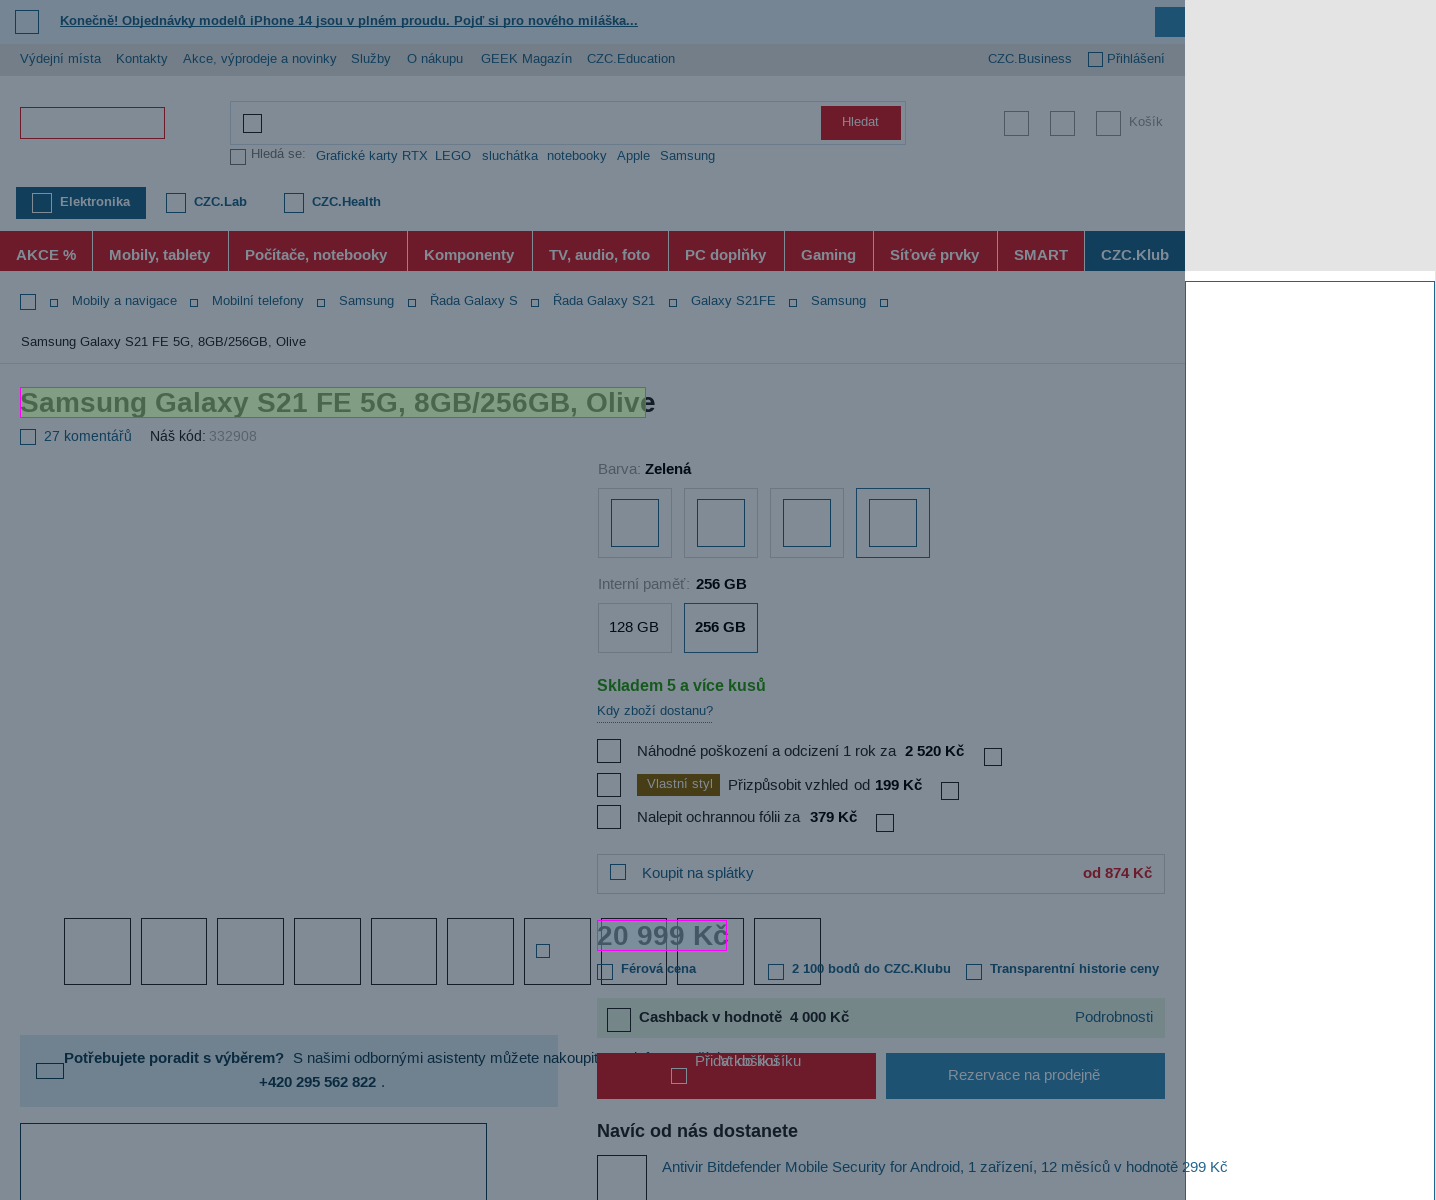 Konečně! Objednávky modelů iPhone 14 jsou v plném proudu. Pojď si pro nového miláška...
Výdejní místa Kontakty Akce, výprodeje a novinky Služby O nákupu GEEK Magazín CZC.Education CZC.Business Přihlášení
Hledat Košík
Hledá se: Grafické karty RTX LEGO sluchátka notebooky Apple Samsung
Elektronika CZC.Lab CZC.Health
AKCE % Mobily, tablety Počítače, notebooky Komponenty TV, audio, foto PC doplňky Gaming Síťové prvky SMART CZC.Klub
Mobily a navigace Mobilní telefony Samsung Řada Galaxy S Řada Galaxy S21 Galaxy S21FE Samsung
Samsung Galaxy S21 FE 5G, 8GB/256GB, Olive
Samsung Galaxy S21 FE 5G, 8GB/256GB, Olive
27 komentářů Náš kód: 332908
Barva: Zelená
Interní paměť: 256 GB
128 GB 256 GB
Skladem 5 a více kusů
Kdy zboží dostanu?
Náhodné poškození a odcizení 1 rok za 2 520 Kč
Vlastní styl Přizpůsobit vzhled od 199 Kč
Nalepit ochrannou fólii za 379 Kč
Koupit na splátky od 874 Kč
20 999 Kč
Férová cena 2 100 bodů do CZC.Klubu Transparentní historie ceny
Cashback v hodnotě 4 000 Kč Podrobnosti
Potřebujete poradit s výběrem? S našimi odbornými asistenty můžete nakoupit
+420 295 562 822 .
Přidat do košíku
V košíku
Rezervace na prodejně
Navíc od nás dostanete
Antivir Bitdefender Mobile Security for Android, 1 zařízení, 12 měsíců v hodnotě 299 Kč